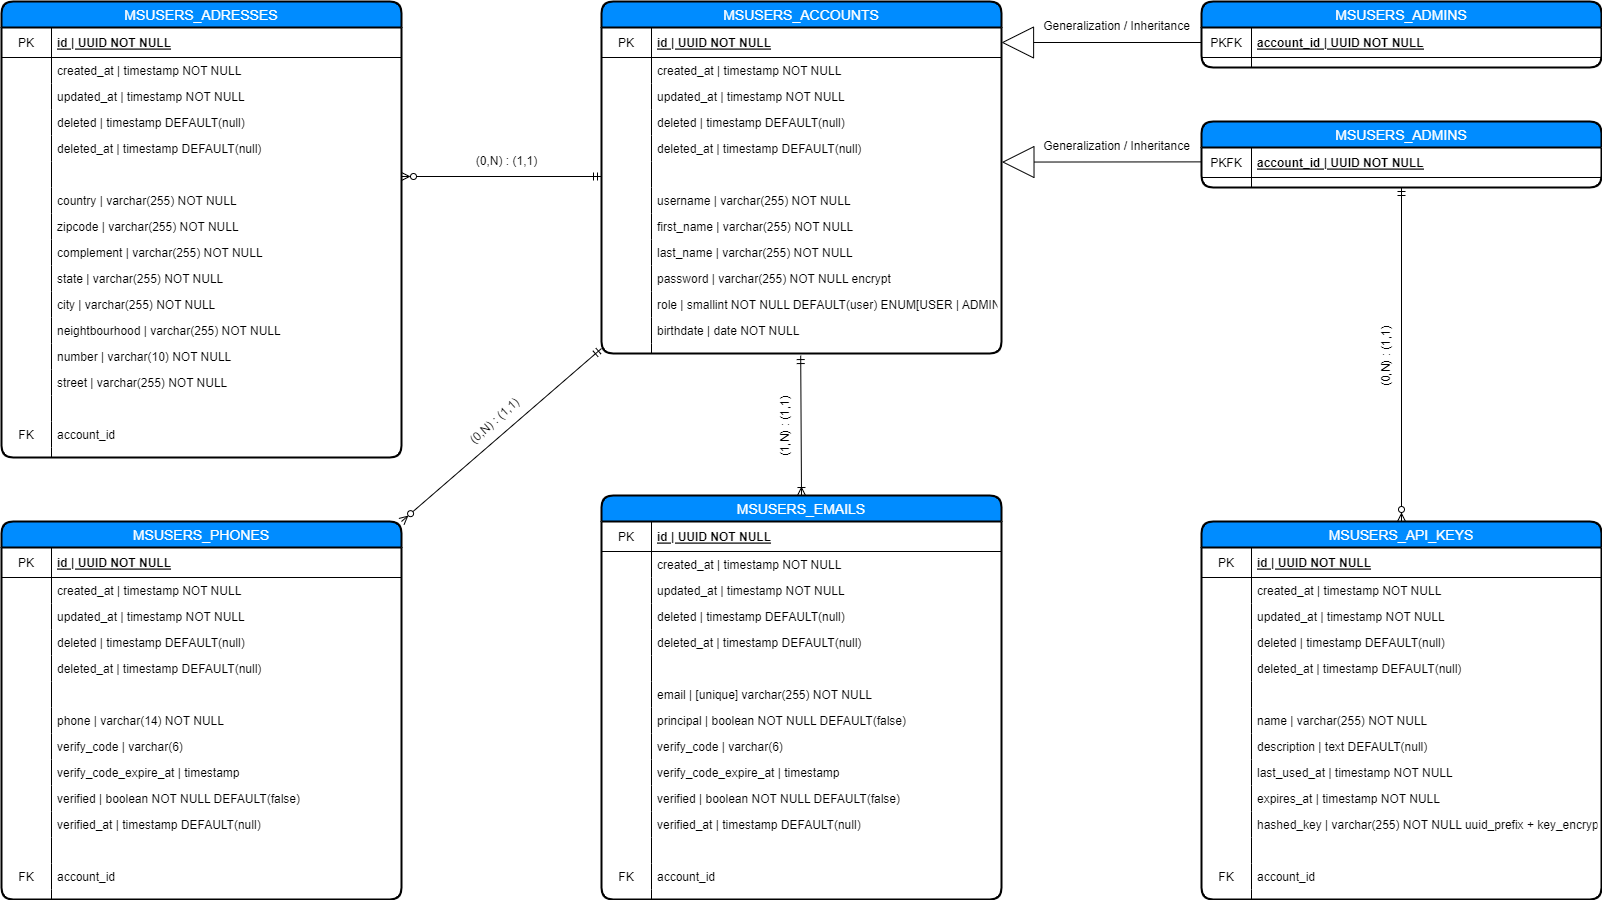 MSUSERS_ADRESSES
PK id | UUID NOT NULL
created_at | timestamp NOT NULL
updated_at | timestamp NOT NULL
deleted | timestamp DEFAULT(null)
deleted_at | timestamp DEFAULT(null)
country | varchar(255) NOT NULL
zipcode | varchar(255) NOT NULL
complement | varchar(255) NOT NULL
state | varchar(255) NOT NULL
city | varchar(255) NOT NULL
neightbourhood | varchar(255) NOT NULL
number | varchar(10) NOT NULL
street | varchar(255) NOT NULL
FK account_id
(0,N) : (1,1)
MSUSERS_ACCOUNTS
PK id | UUID NOT NULL
created_at | timestamp NOT NULL
updated_at | timestamp NOT NULL
deleted | timestamp DEFAULT(null)
deleted_at | timestamp DEFAULT(null)
username | varchar(255) NOT NULL
first_name | varchar(255) NOT NULL
last_name | varchar(255) NOT NULL
password | varchar(255) NOT NULL encrypt
role | smallint NOT NULL DEFAULT(user) ENUM[USER | ADMIN
birthdate | date NOT NULL
Generalization / Inheritance
MSUSERS_ADMINS
PKFK account_id | UUID NOT NULL
Generalization / Inheritance
MSUSERS_ADMINS
PKFK account_id | UUID NOT NULL
(0,N) : (1,1)
(1,N) : (1,1)
(0,N) : (1,1)
MSUSERS_PHONES
PK id | UUID NOT NULL
created_at | timestamp NOT NULL
updated_at | timestamp NOT NULL
deleted | timestamp DEFAULT(null)
deleted_at | timestamp DEFAULT(null)
phone | varchar(14) NOT NULL
verify_code | varchar(6)
verify_code_expire_at | timestamp
verified | boolean NOT NULL DEFAULT(false)
verified_at | timestamp DEFAULT(null)
FK account_id
MSUSERS_EMAILS
PK id | UUID NOT NULL
created_at | timestamp NOT NULL
updated_at | timestamp NOT NULL
deleted | timestamp DEFAULT(null)
deleted_at | timestamp DEFAULT(null)
email | [unique] varchar(255) NOT NULL
principal | boolean NOT NULL DEFAULT(false)
verify_code | varchar(6)
verify_code_expire_at | timestamp
verified | boolean NOT NULL DEFAULT(false)
verified_at | timestamp DEFAULT(null)
FK account_id
MSUSERS_API_KEYS
PK id | UUID NOT NULL
created_at | timestamp NOT NULL
updated_at | timestamp NOT NULL
deleted | timestamp DEFAULT(null)
deleted_at | timestamp DEFAULT(null)
name | varchar(255) NOT NULL
description | text DEFAULT(null)
last_used_at | timestamp NOT NULL
expires_at | timestamp NOT NULL
hashed_key | varchar(255) NOT NULL uuid_prefix + key_encryp
FK account_id